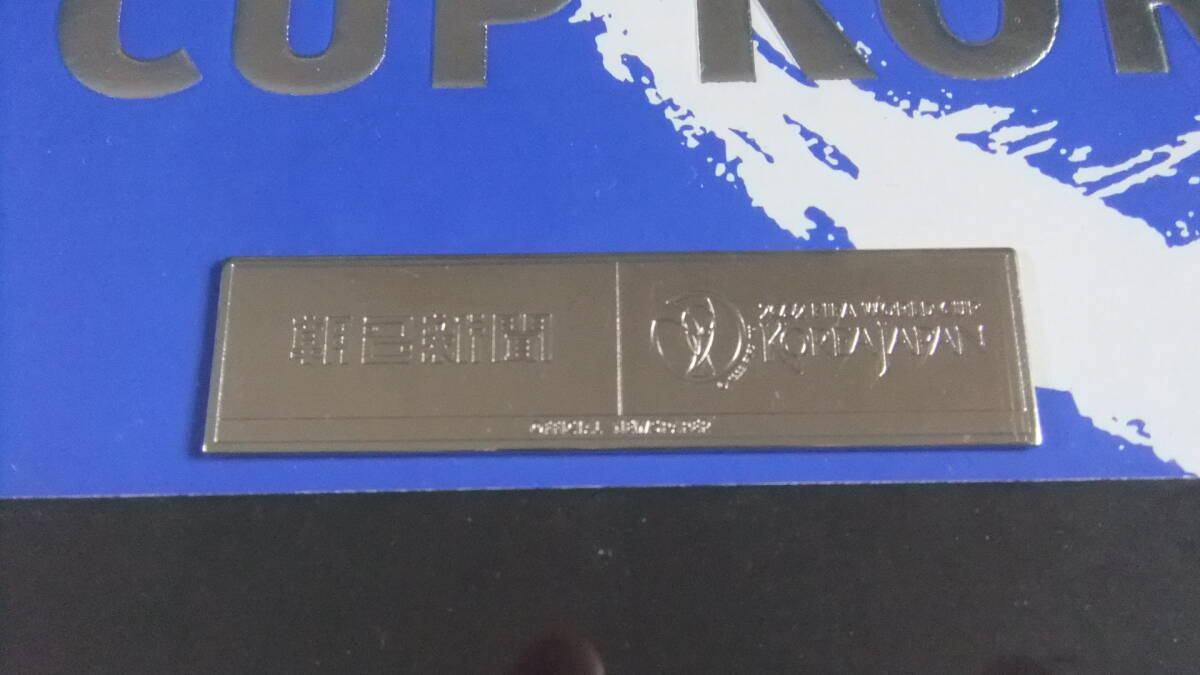 CUP KOR
朝日新聞
2002 FIFA WORLD CUP
KOREA JAPAN
OFFICIAL NEWSPAPER